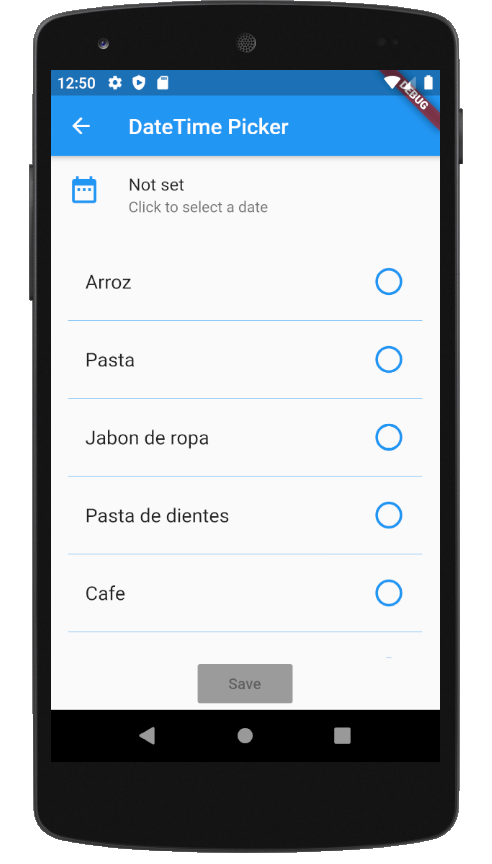 12:50
DEBUG
DateTime Picker
Not set
Click to select a date
Arroz
Pasta
Jabon de ropa
Pasta de dientes
Cafe
Save